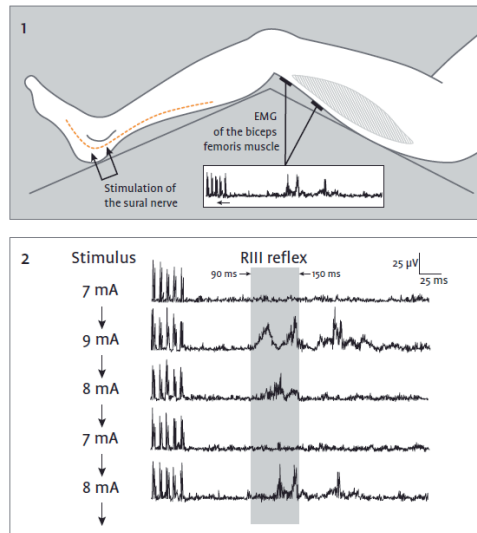 1
EMG
of the biceps
femoris muscle
Stimulation of
the sural nerve
2 Stimulus RIII reflex
90 ms 150 ms
25 µV
25 ms
7 mA
9 mA
8 mA
7 mA
8 mA